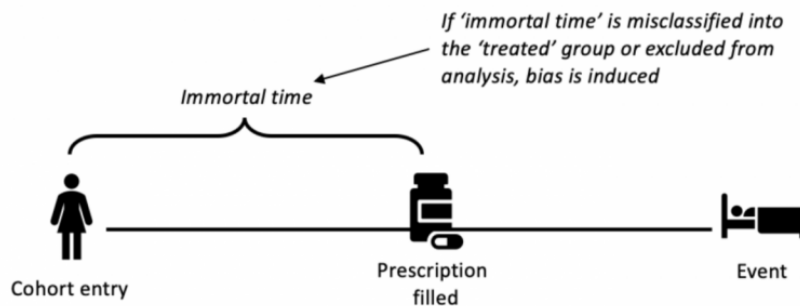 If ‘immortal time’ is misclassified into
the ‘treated’ group or excluded from
analysis, bias is induced
Immortal time
Cohort entry
Prescription
filled
Event